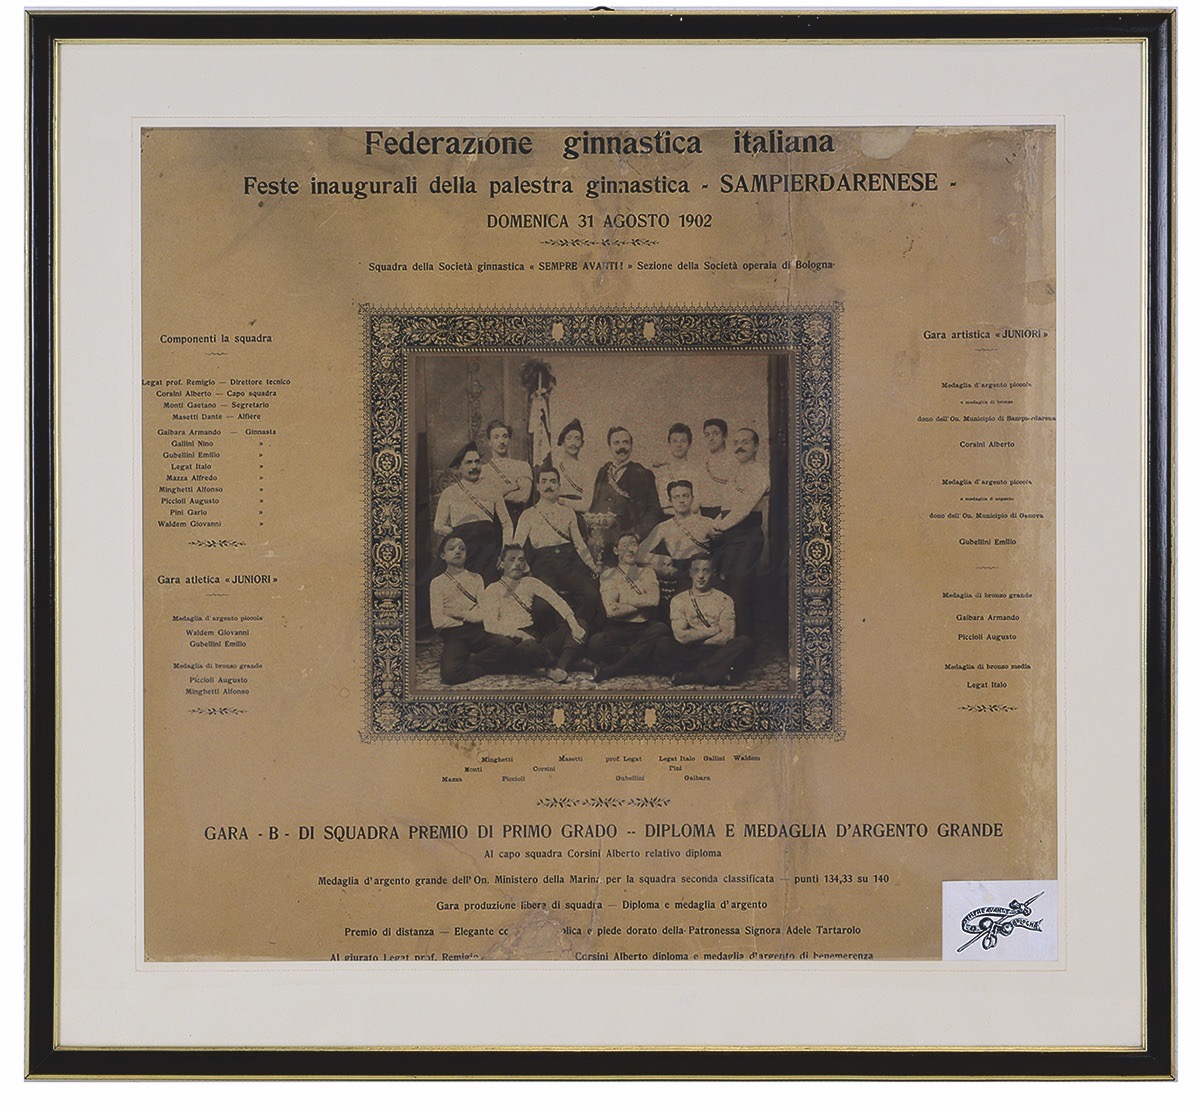 Federazione ginnastica italiana
Feste inaugurali della palestra ginnastica - SAMPIERDARENESE -
DOMENICA 31 AGOSTO 1902
Squadra della Società ginnastica « SEMPRE AVANTI! » Sezione della Società operaia di Bologna
Componenti la squadra
Legat prof. Remigio — Direttore tecnico
Corsini Alberto — Capo squadra
Monti Gaetano — Segretario
Masetti Dante — Alfiere
Gaibara Armando — Ginnasta
Gallini Nino »
Gubellini Emilio »
Legat Italo »
Mazza Alfredo »
Minghetti Alfonso »
Piccioli Augusto »
Pini Carlo »
Waldem Giovanni »
Gara atletica «JUNIORI»
Medaglia d'argento piccola
Waldem Giovanni
Gubellini Emilio
Medaglia di bronzo grande
Piccioli Augusto
Minghetti Alfonso
Gara artistica «JUNIORI»
Medaglia d'argento piccola
e medaglia di bronzo
dono dell'On. Municipio di Sampierdarena
Corsini Alberto
Medaglia d'argento piccola
e medaglia di argento
dono dell'On. Municipio di Genova
Gubellini Emilio
Medaglia di bronzo grande
Gaibara Armando
Piccioli Augusto
Medaglia di bronzo media
Legat Italo
Minghetti Masetti prof. Legat Legat Italo Gallini Waldem
Monti Corsini Pini
Mazza Piccioli Gubellini Gaibara
GARA - B - DI SQUADRA PREMIO DI PRIMO GRADO -- DIPLOMA E MEDAGLIA D'ARGENTO GRANDE
Al capo squadra Corsini Alberto relativo diploma
Medaglia d'argento grande dell'On. Ministero della Marina per la squadra seconda classificata — punti 134,33 su 140
Gara produzione libera di squadra — Diploma e medaglia d'argento
Premio di distanza — Elegante e piede dorato della Patronessa Signora Adele Tartarolo
Al giurato Legat prof. Remigio Corsini Alberto diploma e medaglia d'argento di benemerenza